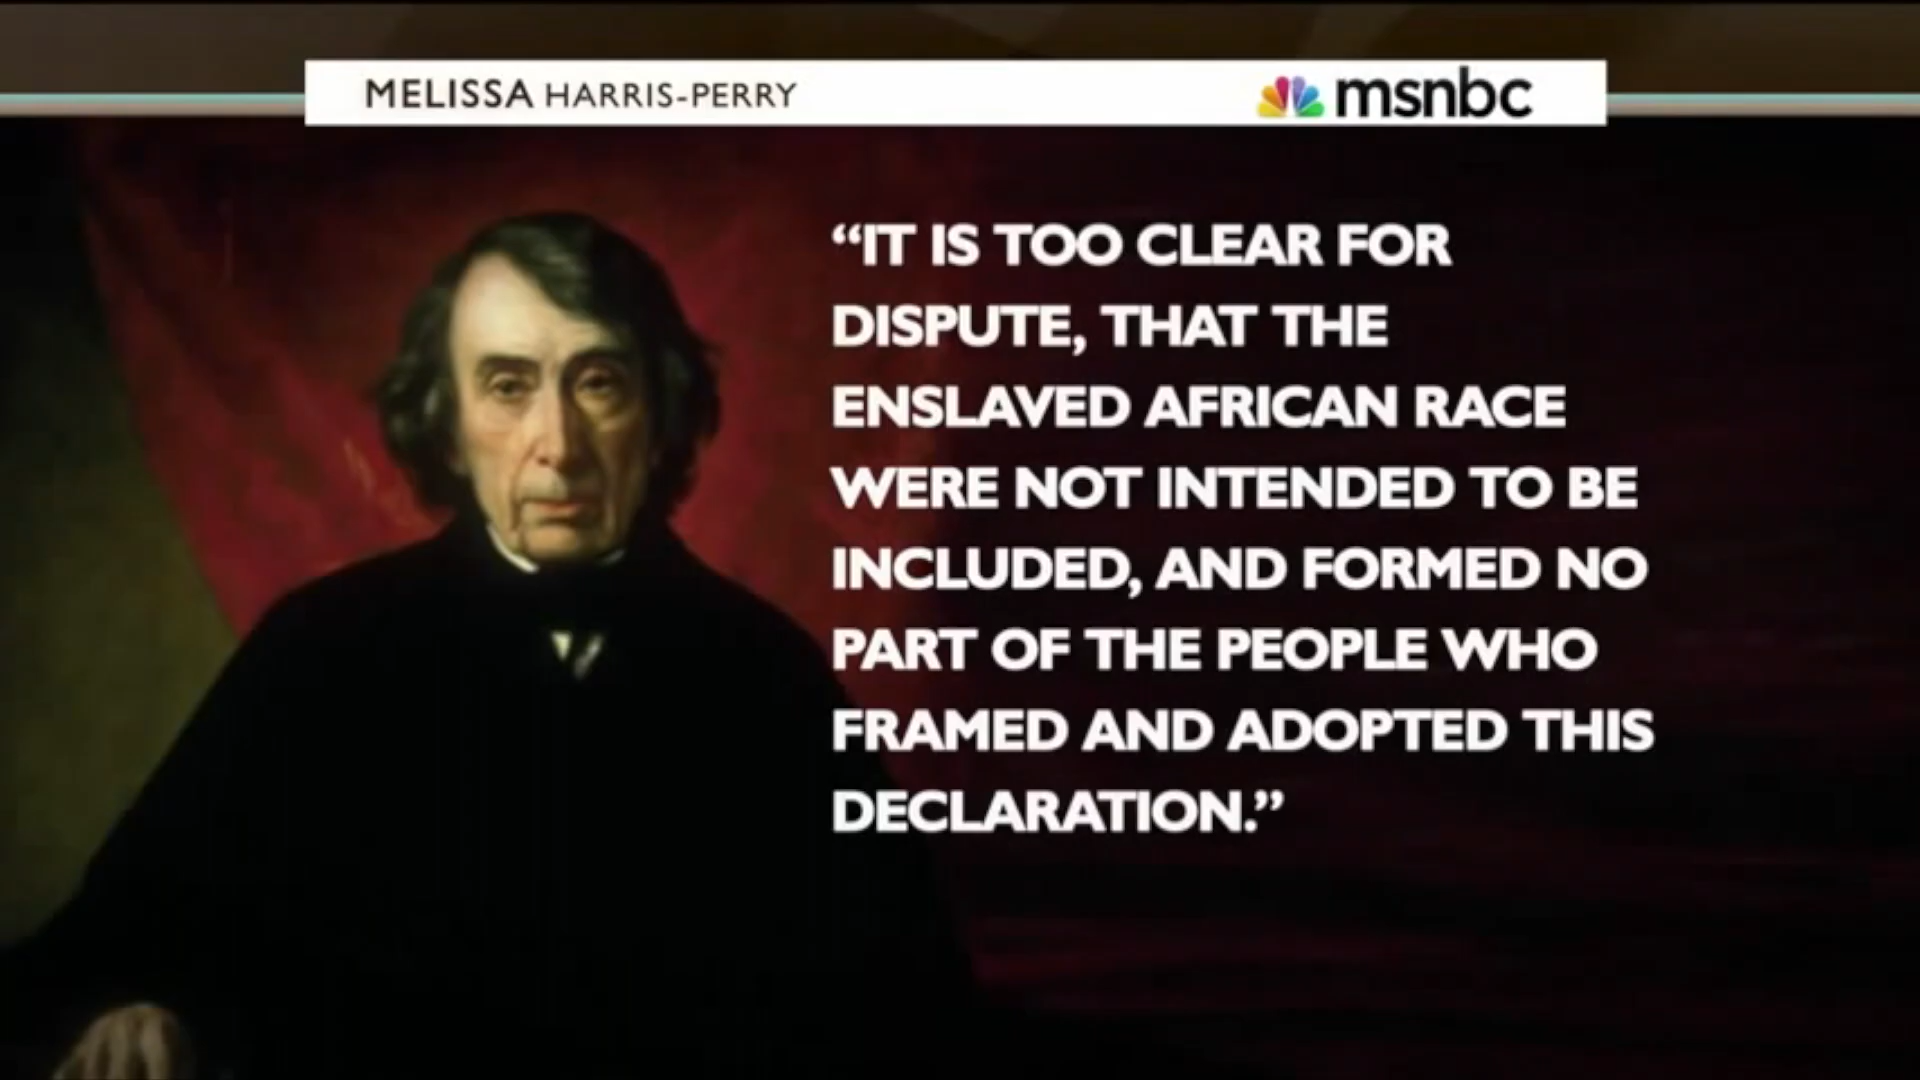 MELISSA HARRIS-PERRY
msnbc
“IT IS TOO CLEAR FOR
DISPUTE, THAT THE
ENSLAVED AFRICAN RACE
WERE NOT INTENDED TO BE
INCLUDED, AND FORMED NO
PART OF THE PEOPLE WHO
FRAMED AND ADOPTED THIS
DECLARATION.”